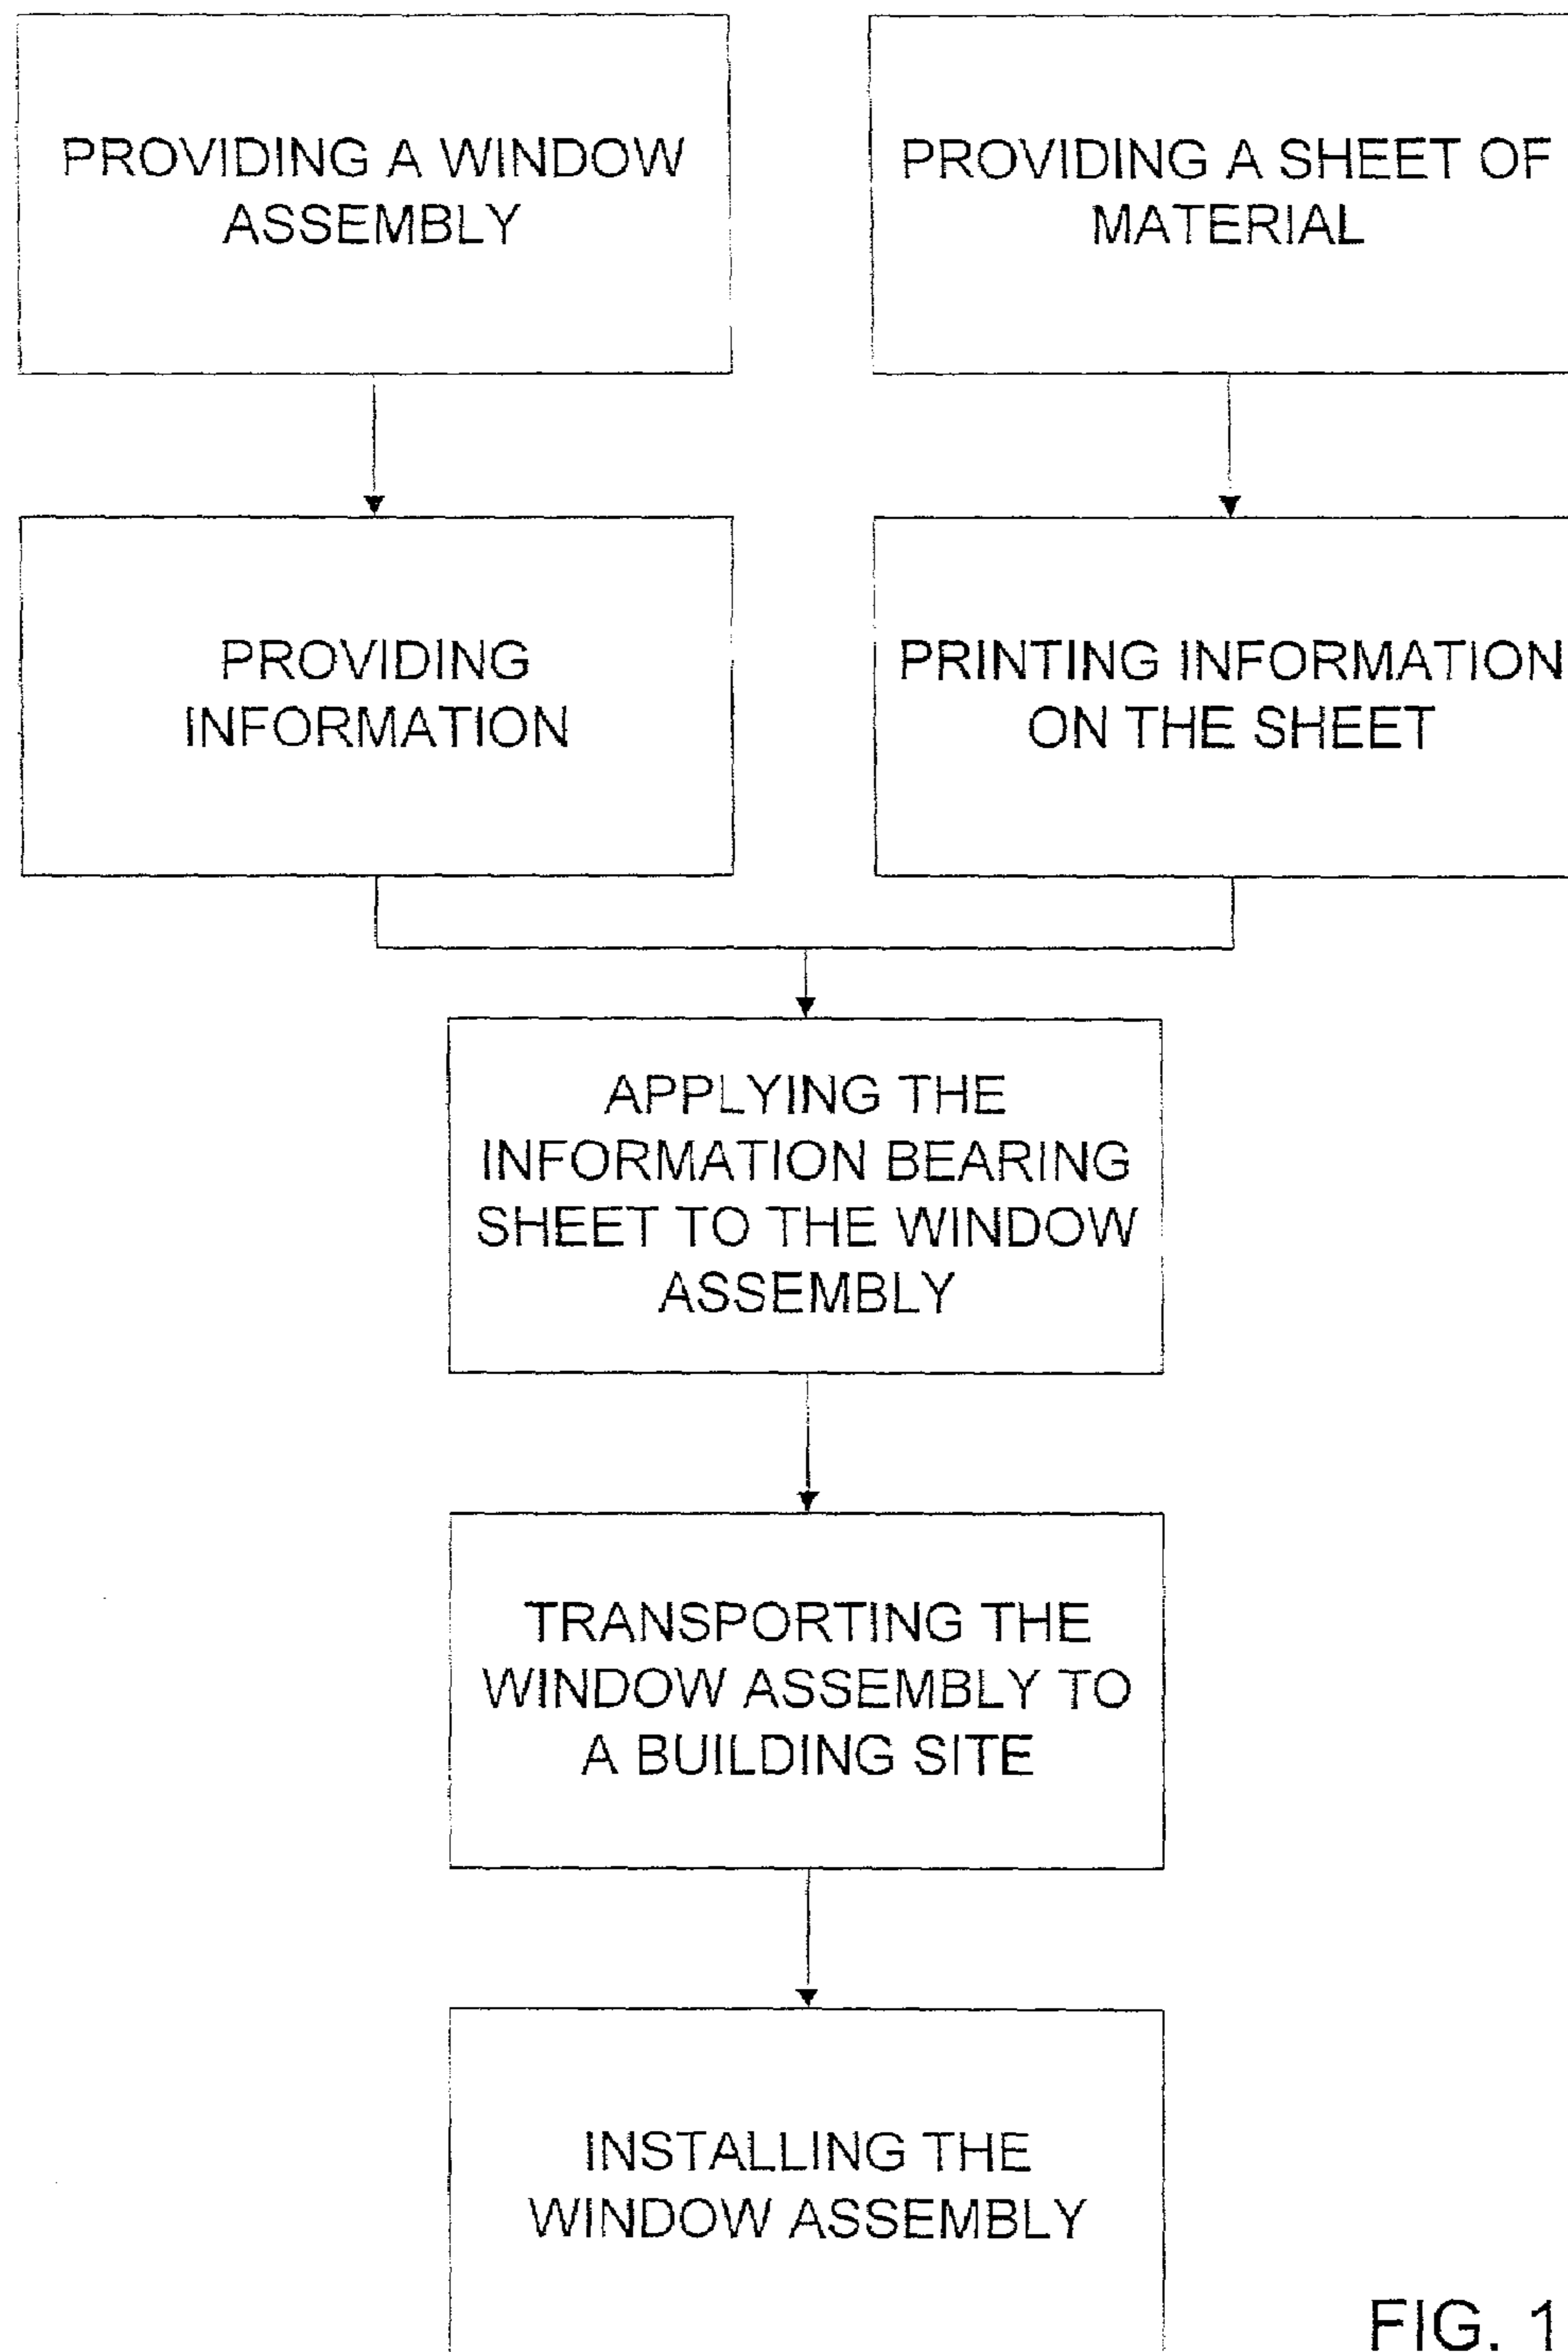 PROVIDING A WINDOW
ASSEMBLY
PROVIDING A SHEET OF
MATERIAL
PROVIDING
INFORMATION
PRINTING INFORMATION
ON THE SHEET
APPLYING THE
INFORMATION BEARING
SHEET TO THE WINDOW
ASSEMBLY
TRANSPORTING THE
WINDOW ASSEMBLY TO
A BUILDING SITE
INSTALLING THE
WINDOW ASSEMBLY
FIG. 1